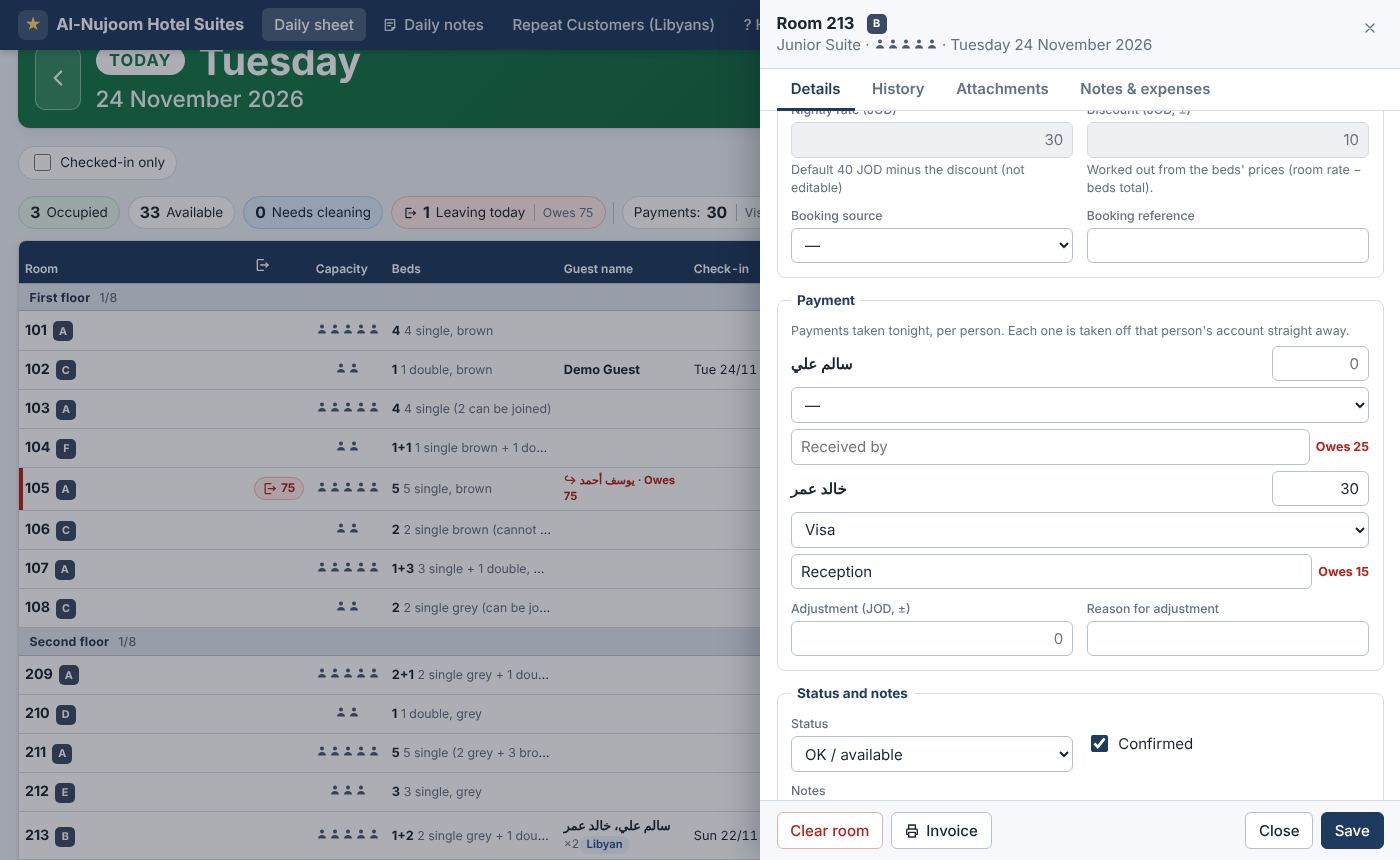 Al-Nujoom Hotel Suites
Daily sheet
Daily notes
Repeat Customers (Libyans)
TODAY
Tuesday
24 November 2026
Checked-in only
3 Occupied
33 Available
0 Needs cleaning
1 Leaving today
Owes 75
Payments: 30
Room
Capacity
Beds
Guest name
Check-in
First floor 1/8
101 A
4 4 single, brown
102 C
1 1 double, brown
Demo Guest
Tue 24/11
103 A
4 4 single (2 can be joined)
104 F
1+1 1 single brown + 1 do...
105 A
75
5 5 single, brown
↪ يوسف أحمد · Owes
75
106 C
2 2 single brown (cannot ...
107 A
1+3 3 single + 1 double, ...
108 C
2 2 single grey (can be jo...
Second floor 1/8
209 A
2+1 2 single grey + 1 dou...
210 D
1 1 double, grey
211 A
5 5 single (2 grey + 3 bro...
212 E
3 3 single, grey
213 B
1+2 2 single grey + 1 dou...
سالم علي، خالد عمر
×2 Libyan
Sun 22/11
Room 213 B
Junior Suite · · Tuesday 24 November 2026
Details
History
Attachments
Notes & expenses
Nightly rate (JOD)
Discount (JOD, ±)
30
10
Default 40 JOD minus the discount (not
editable)
Worked out from the beds' prices (room rate −
beds total).
Booking source
Booking reference
—
Payment
Payments taken tonight, per person. Each one is taken off that person's account straight away.
سالم علي
0
—
Received by
Owes 25
خالد عمر
30
Visa
Reception
Owes 15
Adjustment (JOD, ±)
Reason for adjustment
0
Status and notes
Status
OK / available
Confirmed
Notes
Clear room
Invoice
Close
Save